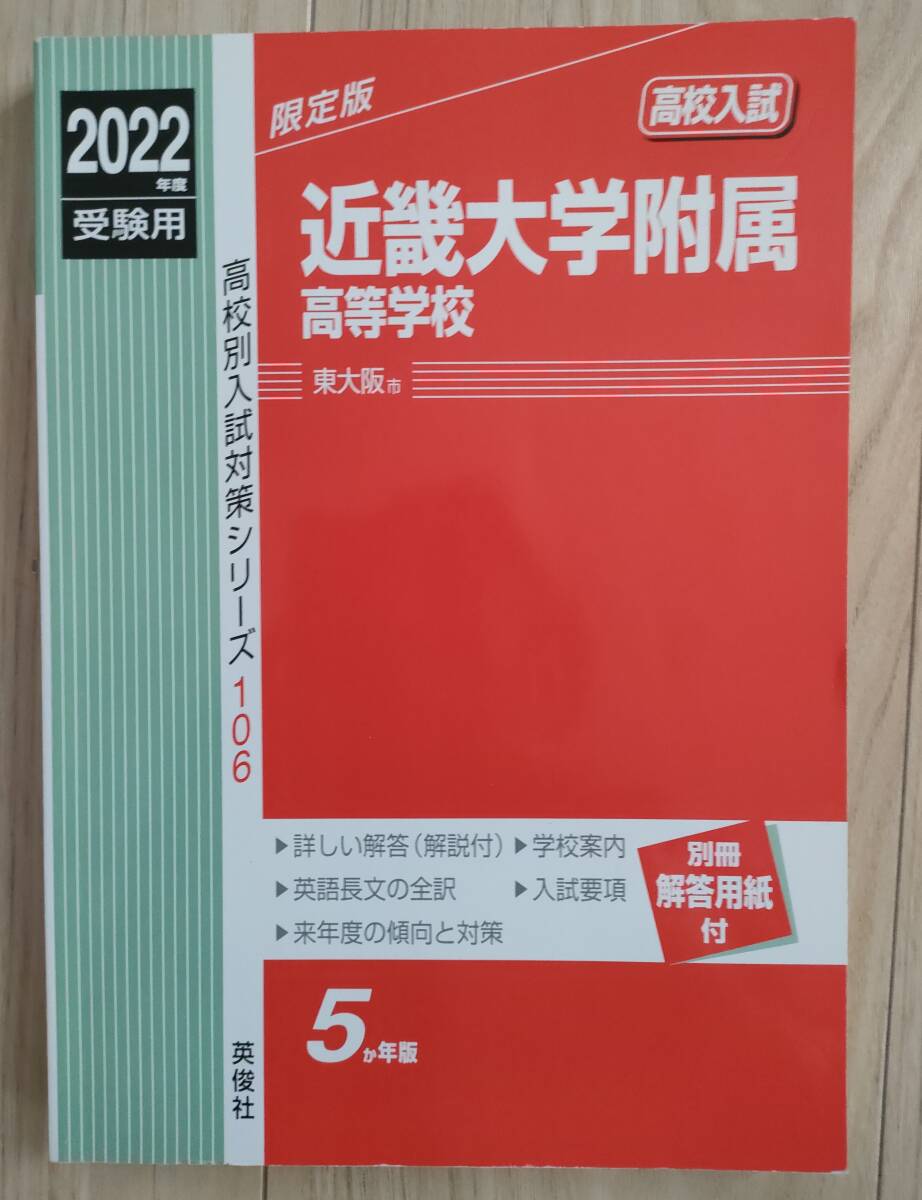 2022
年度
受験用
限定版
高校入試
近畿大学附属
高等学校
東大阪市
高校別入試対策シリーズ106
▶詳しい解答(解説付)
▶学校案内
▶英語長文の全訳
▶入試要項
▶来年度の傾向と対策
別冊
解答用紙
付
5か年版
英俊社